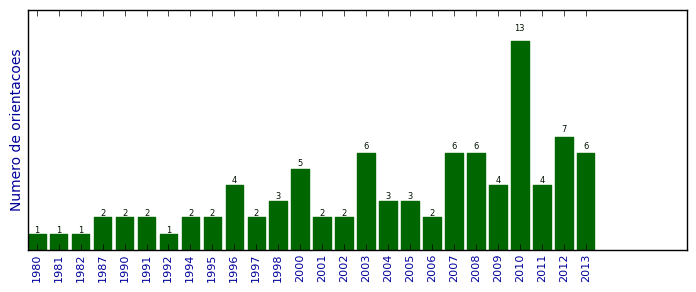 Numero de orientacoes
1 1 1 2 2 2 1 2 2 4 2 3 5 2 2 6 3 3 2 6 6 4 13 4 7 6
1980 1981 1982 1987 1990 1991 1992 1994 1995 1996 1997 1998 2000 2001 2002 2003 2004 2005 2006 2007 2008 2009 2010 2011 2012 2013